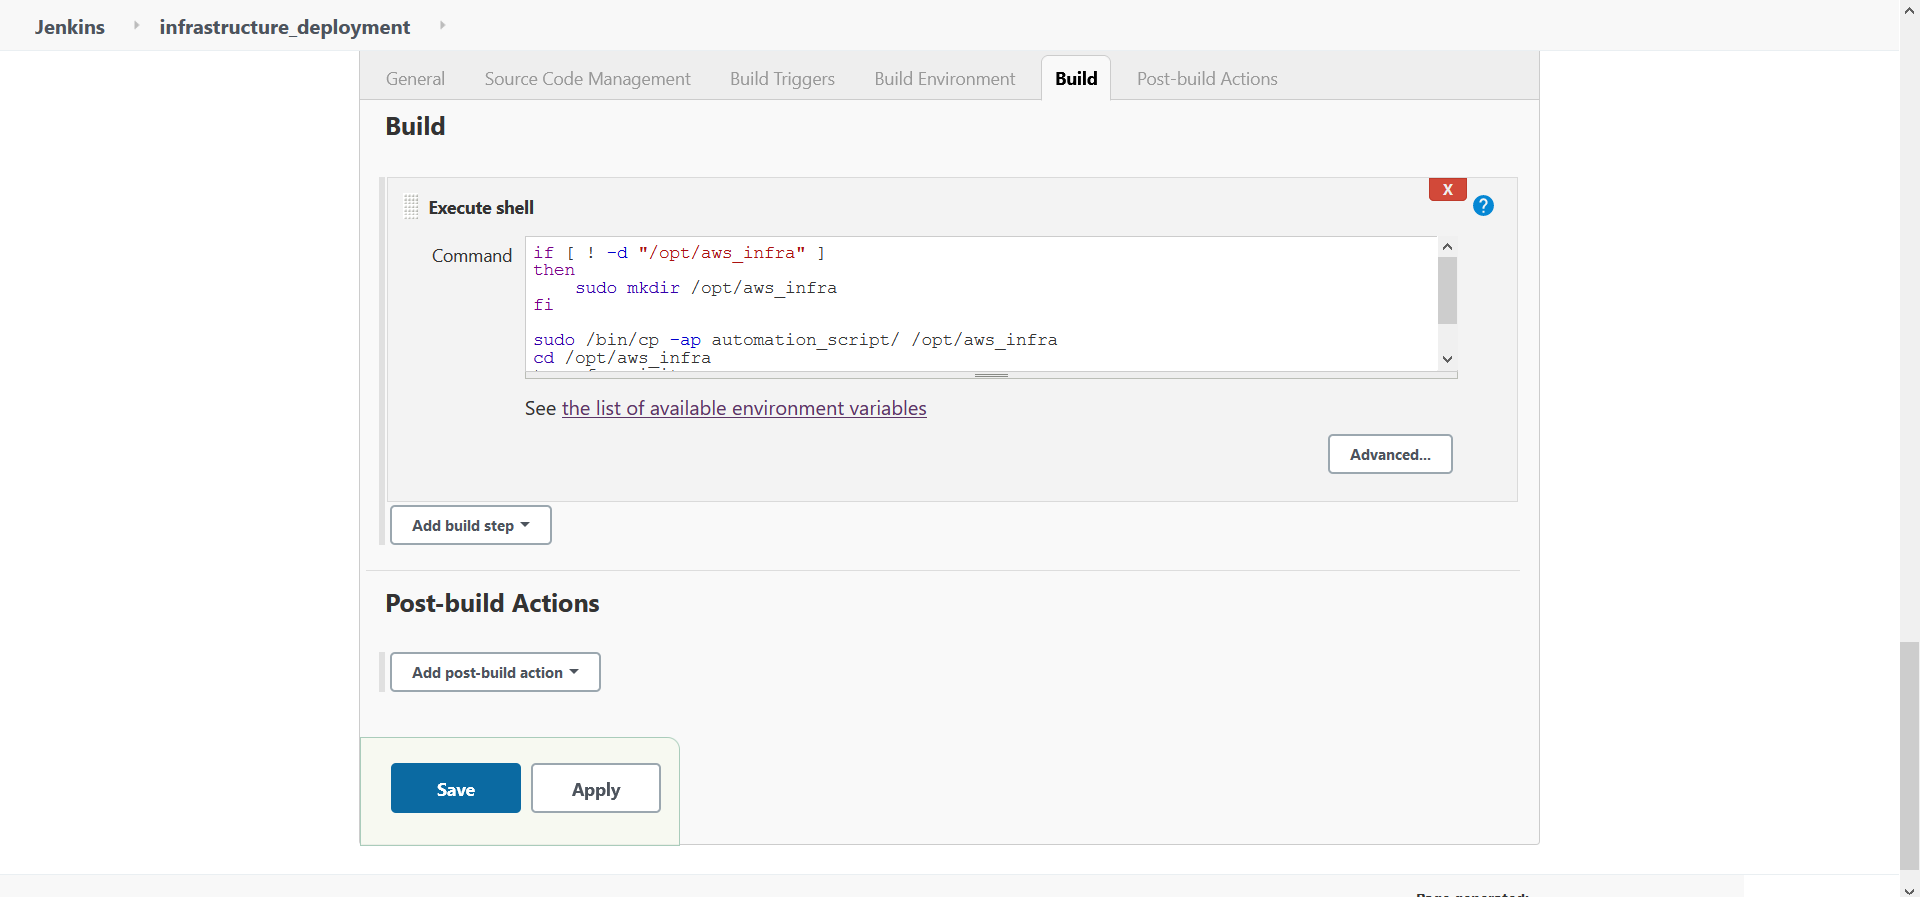 Jenkins infrastructure_deployment
General Source Code Management Build Triggers Build Environment Build Post-build Actions
Build
X
Execute shell ?
Command
if [ ! -d "/opt/aws_infra" ]
then
    sudo mkdir /opt/aws_infra
fi
sudo /bin/cp -ap automation_script/ /opt/aws_infra
cd /opt/aws_infra
See the list of available environment variables
Advanced...
Add build step
Post-build Actions
Add post-build action
Save Apply